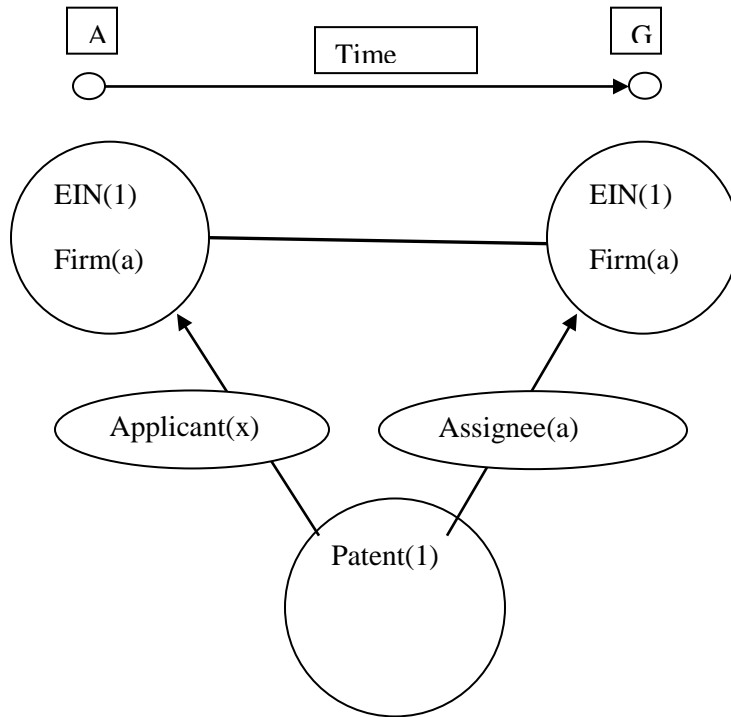 A
G
Time
EIN(1)
EIN(1)
Firm(a)
Firm(a)
Applicant(x)
Assignee(a)
Patent(1)